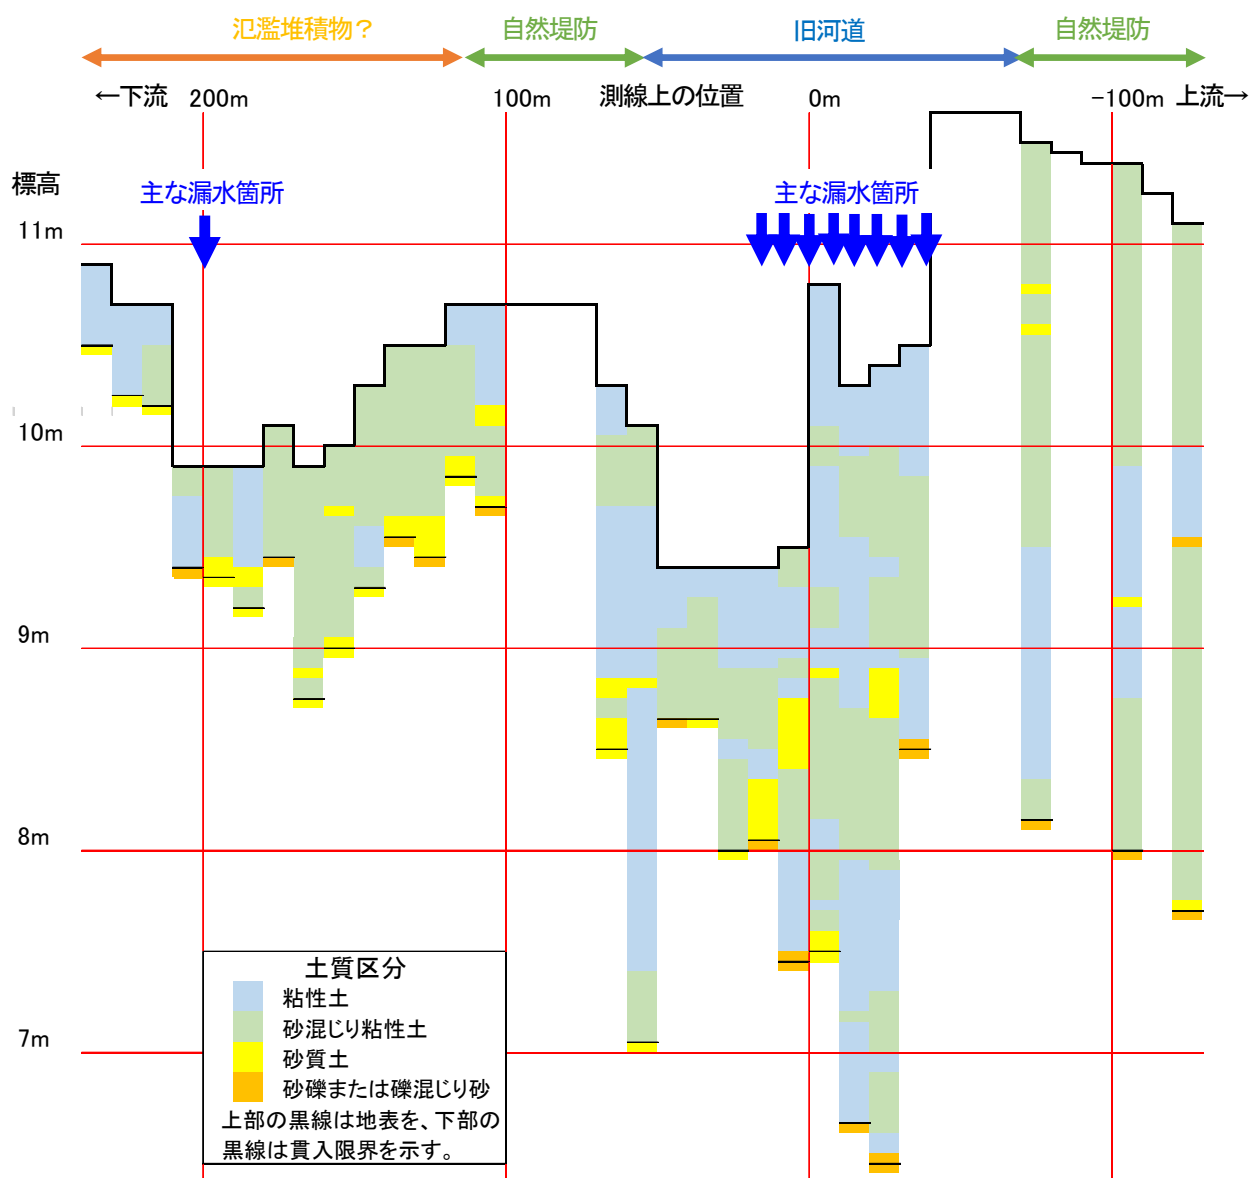 氾濫堆積物？ 自然堤防 旧河道 自然堤防
←下流 200m 100m 測線上の位置 0m -100m 上流→
標高 主な漏水箇所 主な漏水箇所
11m
10m
9m
8m
7m
土質区分
粘性土
砂混じり粘性土
砂質土
砂礫または礫混じり砂
上部の黒線は地表を、下部の
黒線は貫入限界を示す。